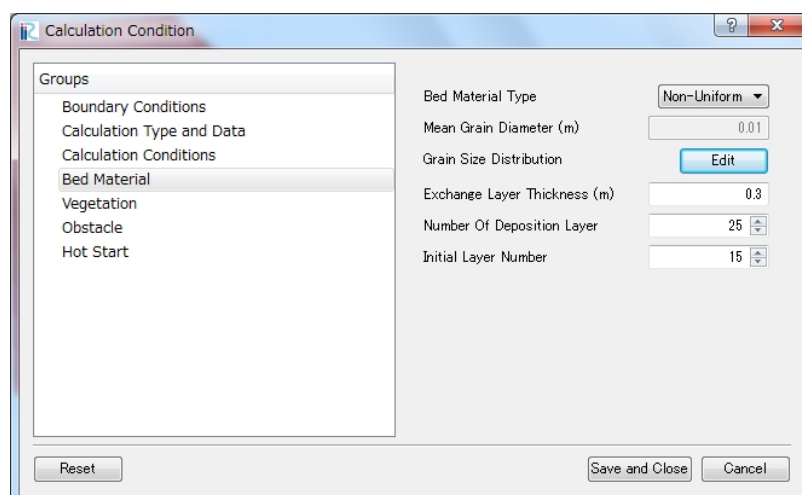 Calculation Condition
Groups
Boundary Conditions
Calculation Type and Data
Calculation Conditions
Bed Material
Vegetation
Obstacle
Hot Start
Bed Material Type Non-Uniform
Mean Grain Diameter (m) 0.01
Grain Size Distribution Edit
Exchange Layer Thickness (m) 0.3
Number Of Deposition Layer 25
Initial Layer Number 15
Reset Save and Close Cancel